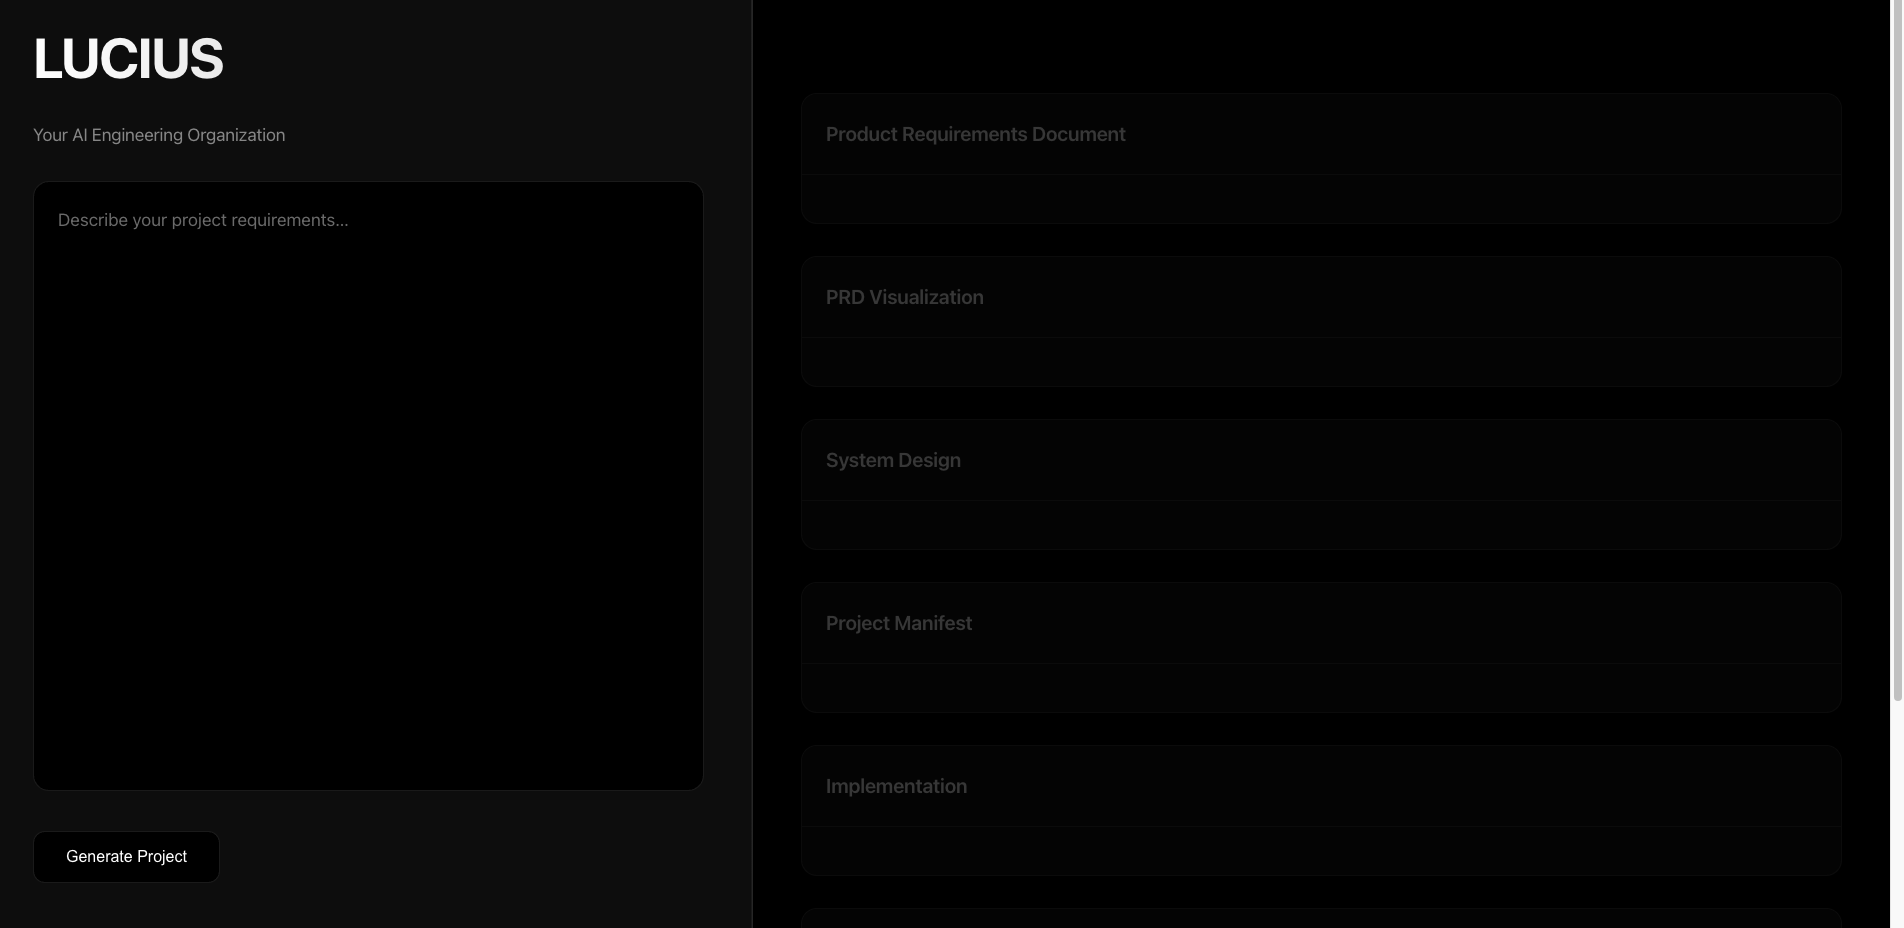 LUCIUS
Your AI Engineering Organization
Describe your project requirements...
Generate Project
Product Requirements Document
PRD Visualization
System Design
Project Manifest
Implementation